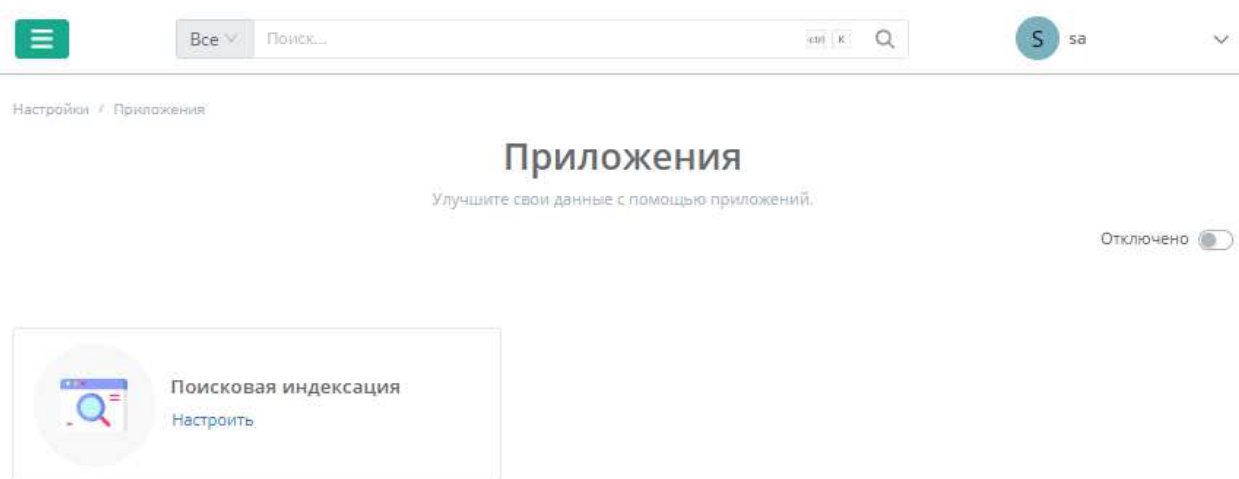 Все Поиск... ctrl K S sa
Настройки / Приложения
Приложения
Улучшите свои данные с помощью приложений.
Отключено
Поисковая индексация
Настроить